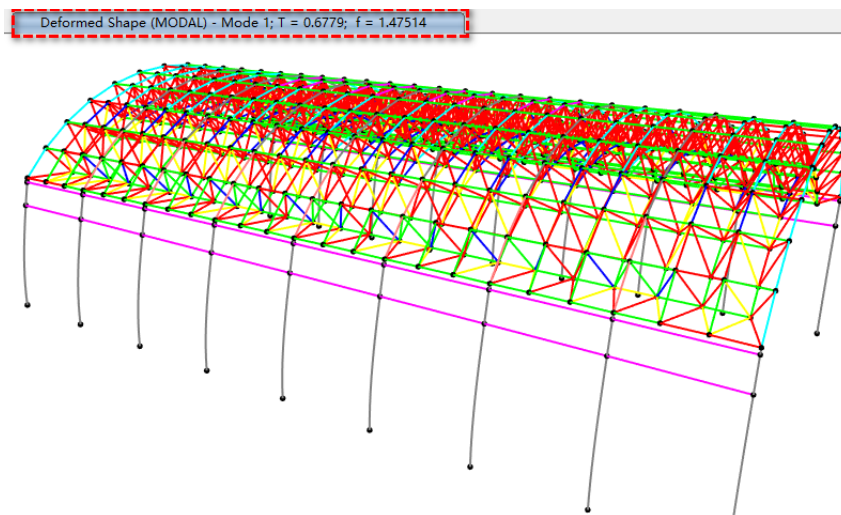 Deformed Shape (MODAL) - Mode 1; T = 0.6779; f = 1.47514